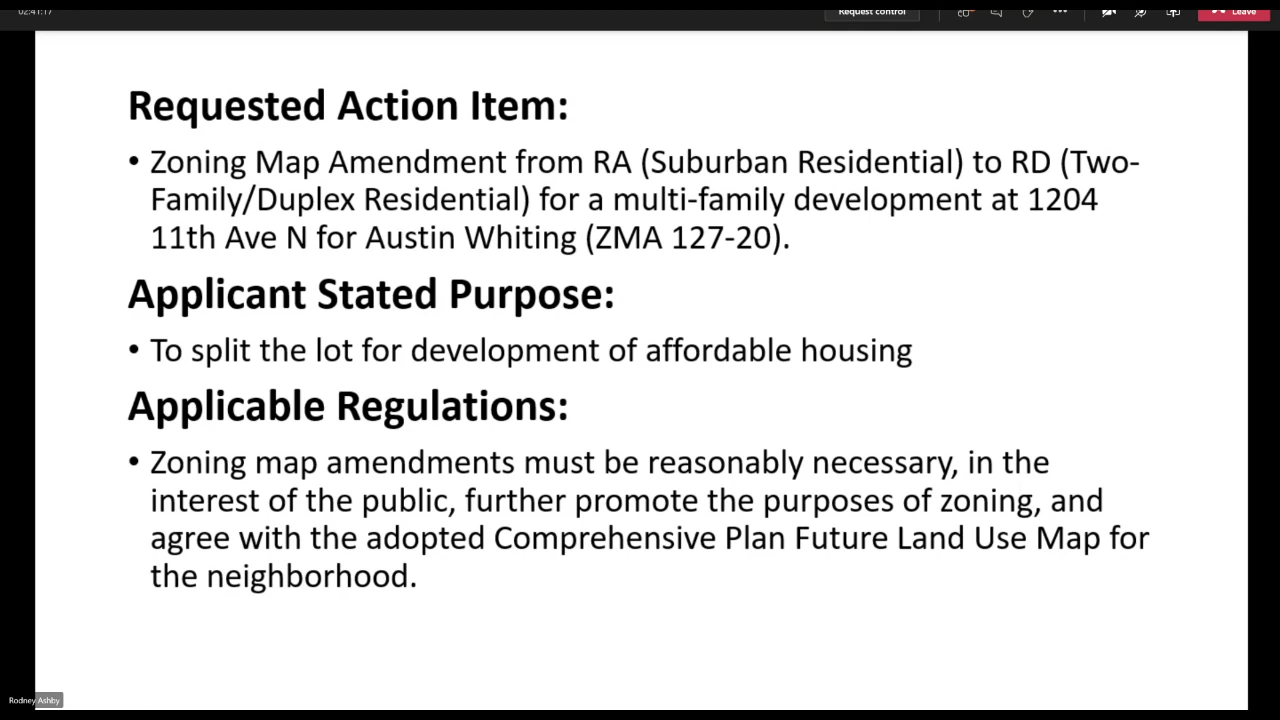 02:41:17
Request control
Leave
Requested Action Item:
• Zoning Map Amendment from RA (Suburban Residential) to RD (Two-
Family/Duplex Residential) for a multi-family development at 1204
11th Ave N for Austin Whiting (ZMA 127-20).
Applicant Stated Purpose:
• To split the lot for development of affordable housing
Applicable Regulations:
• Zoning map amendments must be reasonably necessary, in the
interest of the public, further promote the purposes of zoning, and
agree with the adopted Comprehensive Plan Future Land Use Map for
the neighborhood.
Rodney Ashby